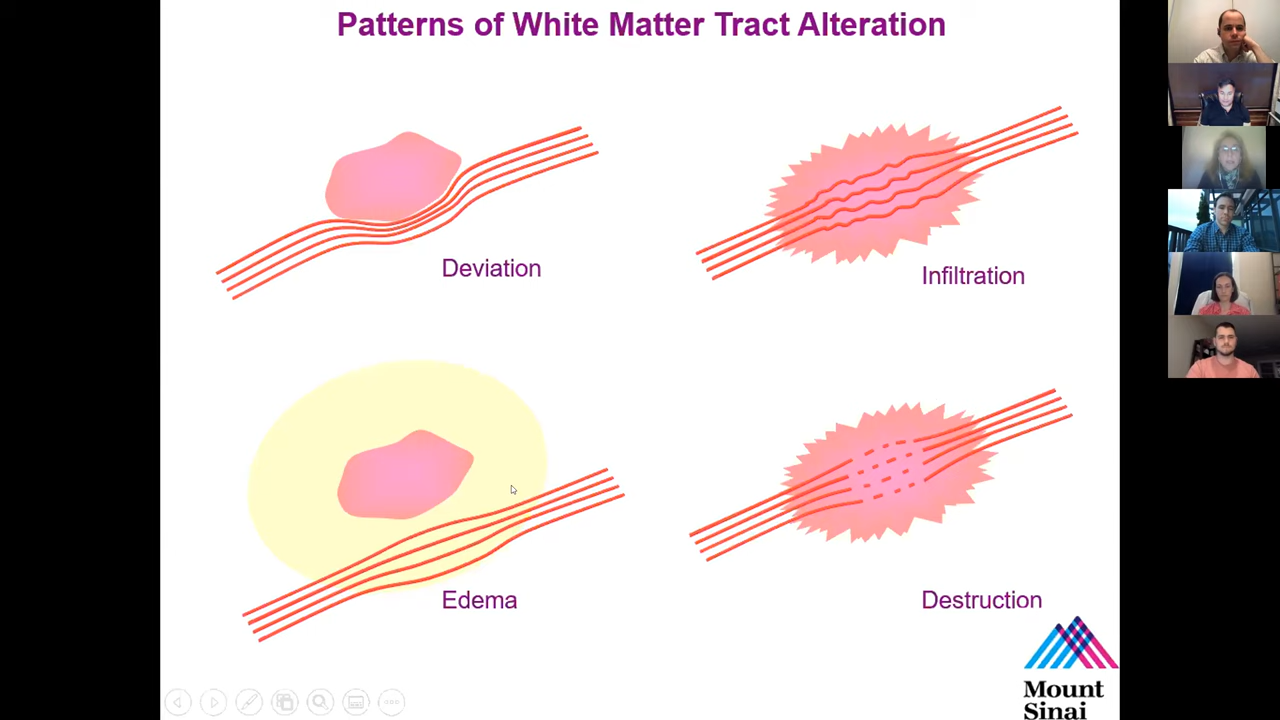 Patterns of White Matter Tract Alteration
Deviation
Infiltration
Edema
Destruction
Mount
Sinai